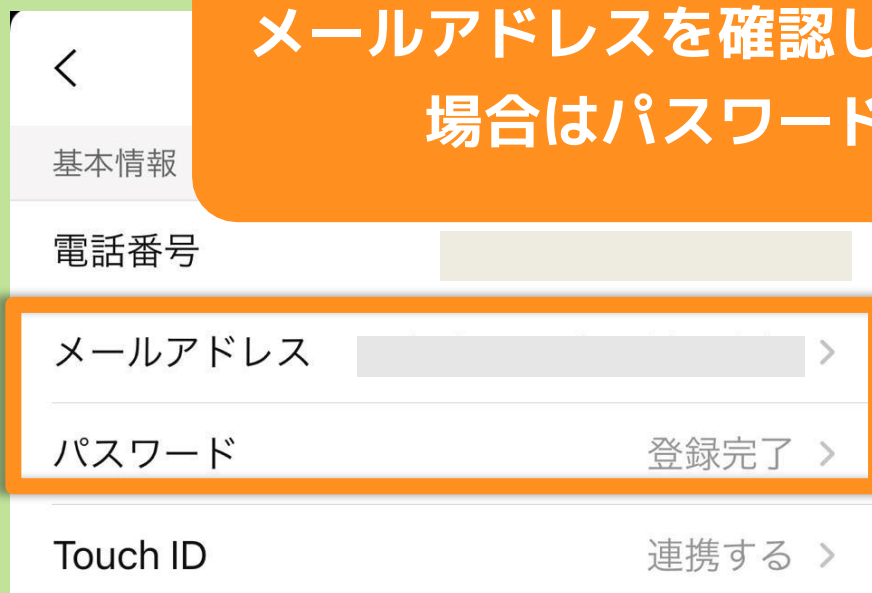 メールアドレスを確認し
場合はパスワード
基本情報
電話番号
メールアドレス
パスワード 登録完了
Touch ID 連携する